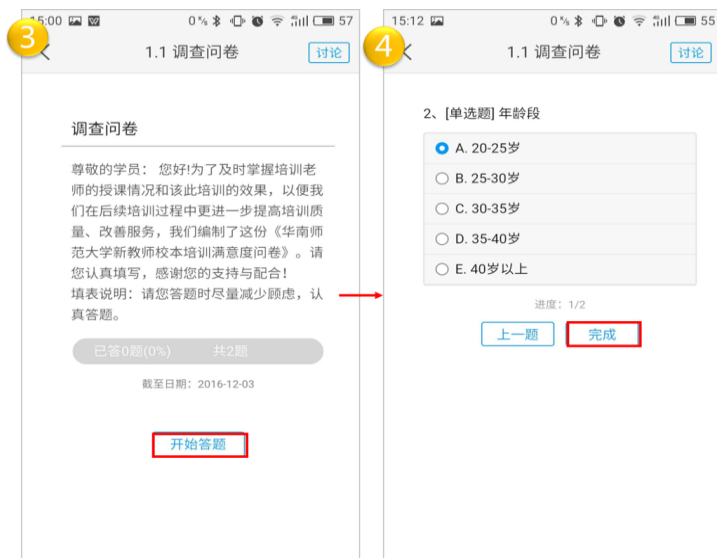 3
15:00 0 K/s 57
1.1 调查问卷 讨论
调查问卷
尊敬的学员： 您好!为了及时掌握培训老
师的授课情况和该此培训的效果，以便我
们在后续培训过程中更进一步提高培训质
量、改善服务，我们编制了这份《华南师
范大学新教师校本培训满意度问卷》。请
您认真填写，感谢您的支持与配合！
填表说明：请您答题时尽量减少顾虑，认
真答题。
已答0题(0%) 共2题
截至日期：2016-12-03
开始答题
4
15:12 0 K/s 55
1.1 调查问卷 讨论
2、[单选题] 年龄段
A. 20-25岁
B. 25-30岁
C. 30-35岁
D. 35-40岁
E. 40岁以上
进度：1/2
上一题 完成